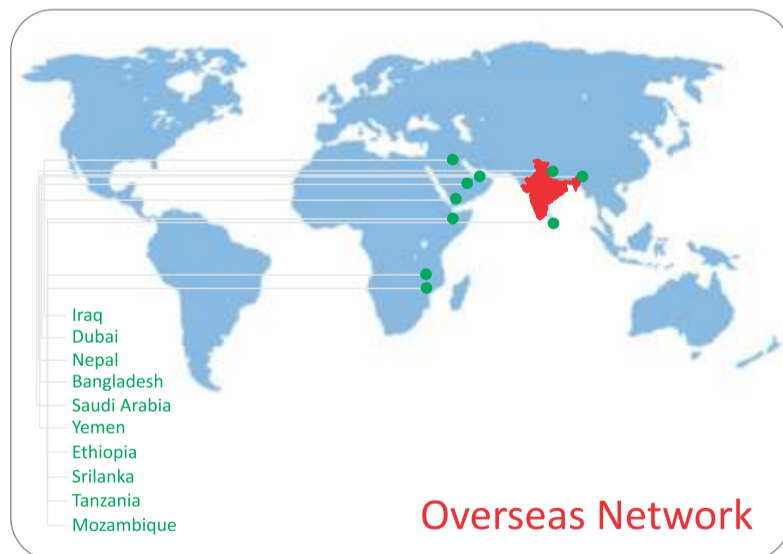 Iraq
Dubai
Nepal
Bangladesh
Saudi Arabia
Yemen
Ethiopia
Srilanka
Tanzania
Mozambique
Overseas Network